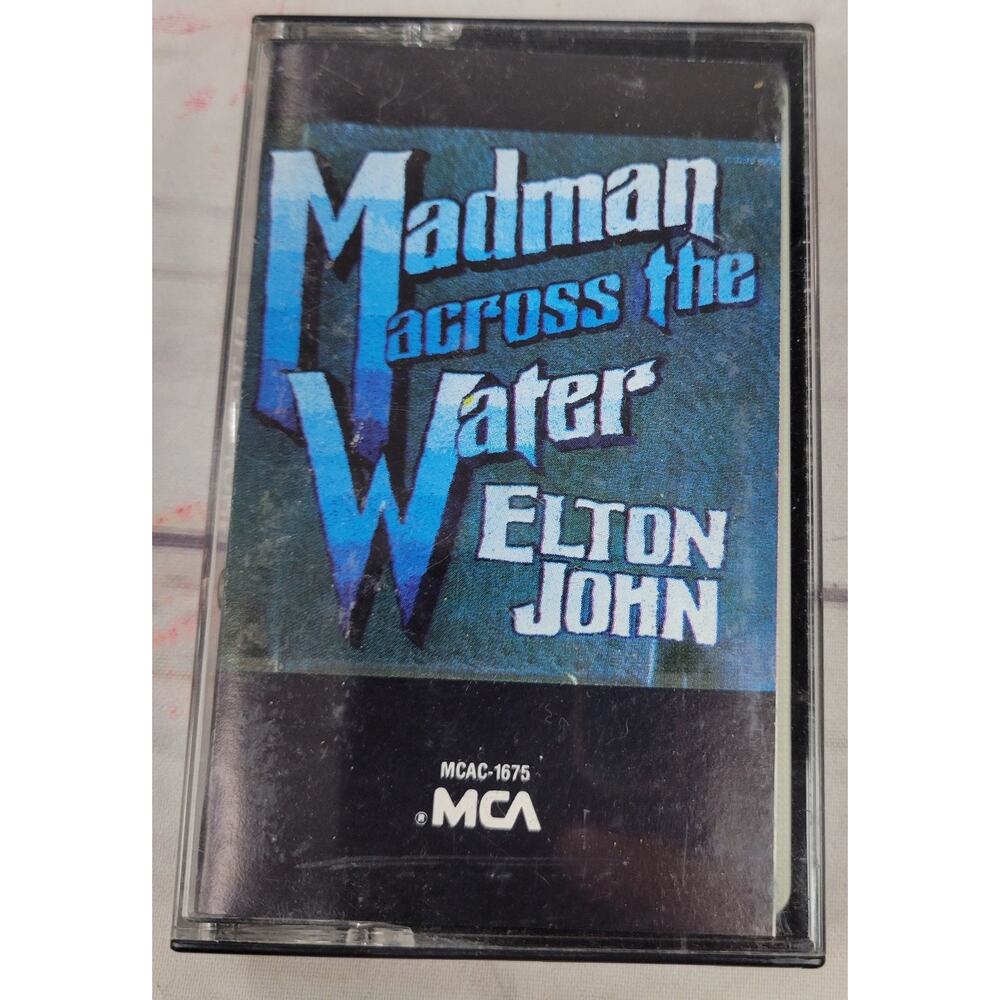 Madman
across the
Water
ELTON
JOHN
MCAC-1675
® MCA